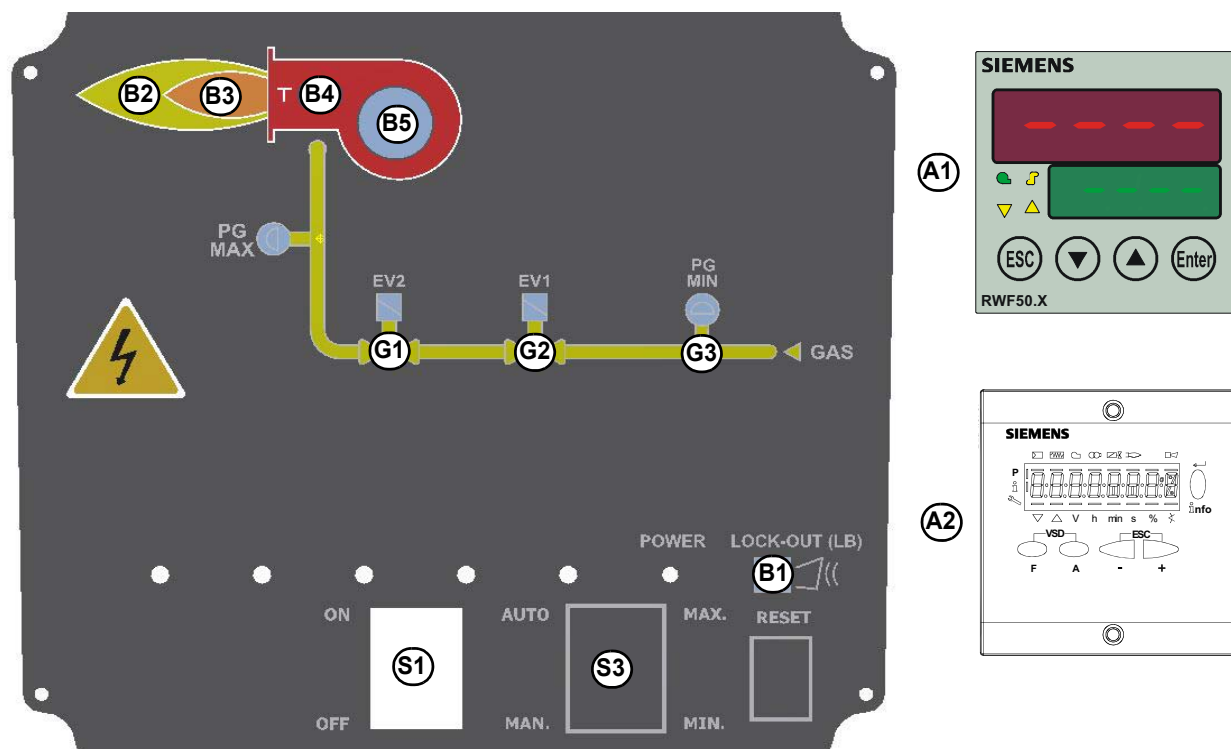 B2 B3 T B4
B5
PG
MAX
EV2 EV1 PG
MIN
G1 G2 G3 GAS
POWER LOCK-OUT (LB)
B1
ON AUTO MAX. RESET
S1 S3
OFF MAN. MIN.
A1
SIEMENS
ESC Enter
RWF50.X
A2
SIEMENS
P
i
V h min s %
info
VSD ESC
F A - +